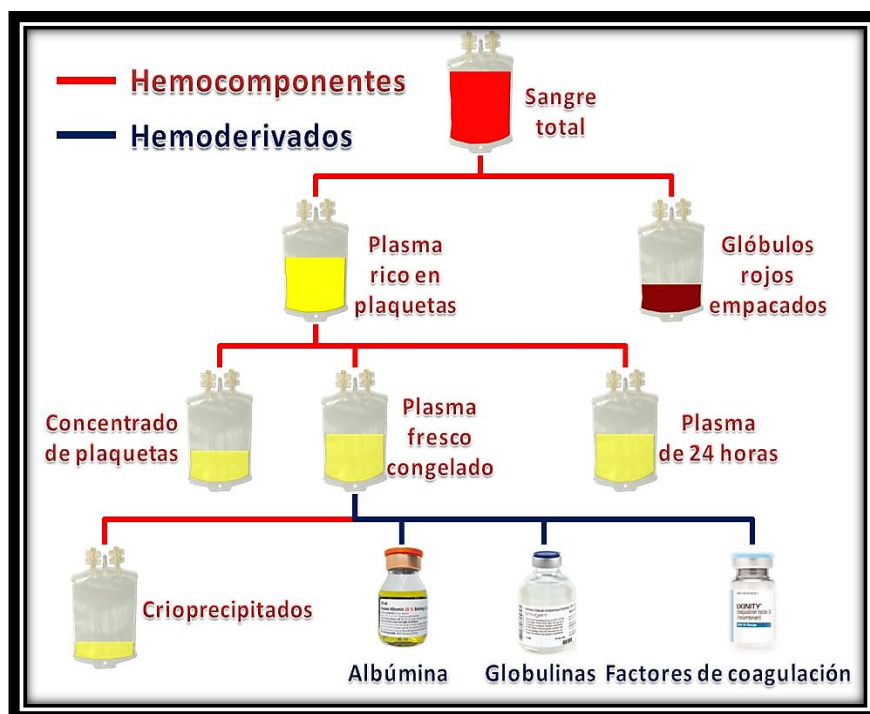 Hemocomponentes
Hemoderivados
Sangre
total
Plasma
rico en
plaquetas
Glóbulos
rojos
empacados
Concentrado
de plaquetas
Plasma
fresco
congelado
Plasma
de 24 horas
Crioprecipitados
IXINITY
Albúmina
Globulinas
Factores de coagulación